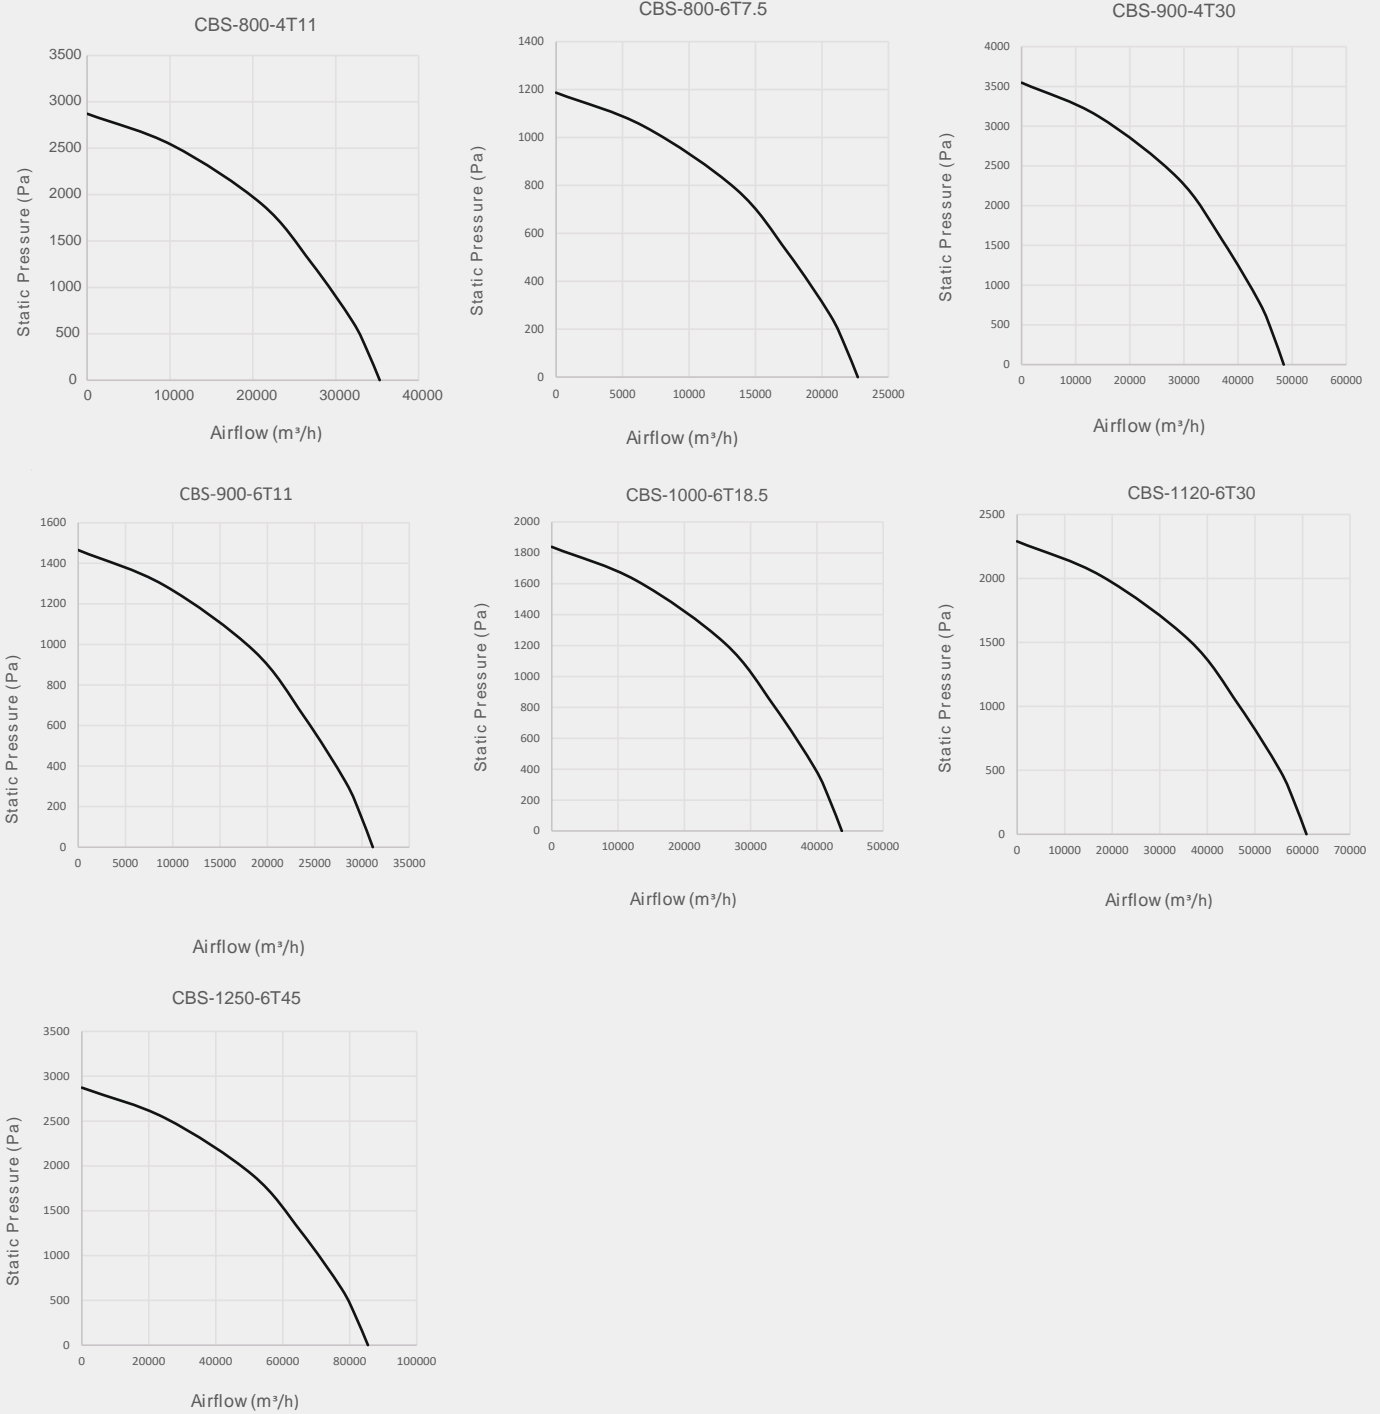 CBS-800-4T11
3500
3000
2500
2000
1500
1000
500
0
0 10000 20000 30000 40000
Static Pressure (Pa)
Airflow (m³/h)
CBS-800-6T7.5
1400
1200
1000
800
600
400
200
0
0 5000 10000 15000 20000 25000
Static Pressure (Pa)
Airflow (m³/h)
CBS-900-4T30
4000
3500
3000
2500
2000
1500
1000
500
0
0 10000 20000 30000 40000 50000 60000
Static Pressure (Pa)
Airflow (m³/h)
CBS-900-6T11
1600
1400
1200
1000
800
600
400
200
0
0 5000 10000 15000 20000 25000 30000 35000
Static Pressure (Pa)
Airflow (m³/h)
CBS-1000-6T18.5
2000
1800
1600
1400
1200
1000
800
600
400
200
0
0 10000 20000 30000 40000 50000
Static Pressure (Pa)
Airflow (m³/h)
CBS-1120-6T30
2500
2000
1500
1000
500
0
0 10000 20000 30000 40000 50000 60000 70000
Static Pressure (Pa)
Airflow (m³/h)
CBS-1250-6T45
3500
3000
2500
2000
1500
1000
500
0
0 20000 40000 60000 80000 100000
Static Pressure (Pa)
Airflow (m³/h)